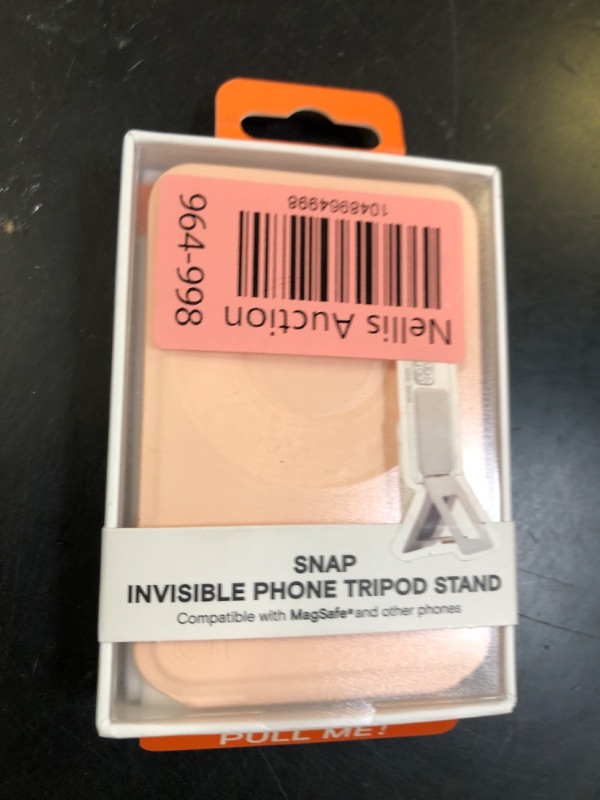 1048964998
964-998
Nellis Auction
SNAP
INVISIBLE PHONE TRIPOD STAND
Compatible with MagSafe® and other phones
PULL ME!